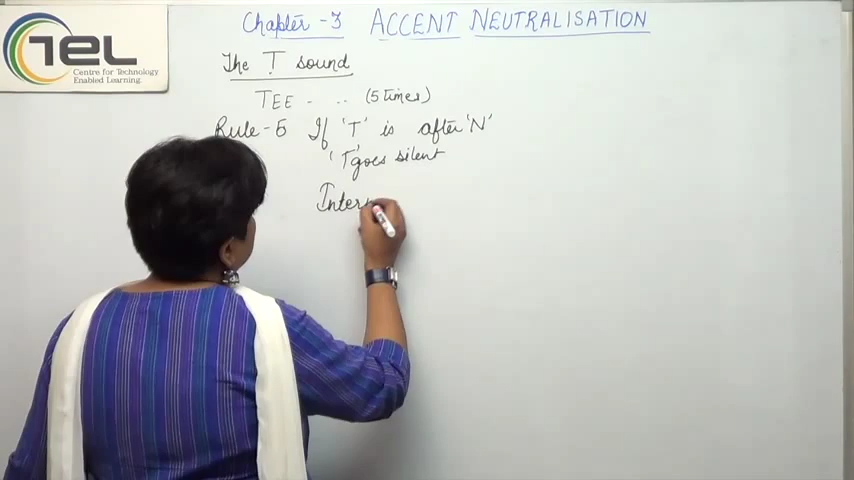 Chapter - 3 ACCENT NEUTRALISATION
TEL
Centre for Technology
Enabled Learning
The T sound
TEE - .. (5 times)
Rule - 5 If 'T' is after 'N'
'T' goes silent
Inter